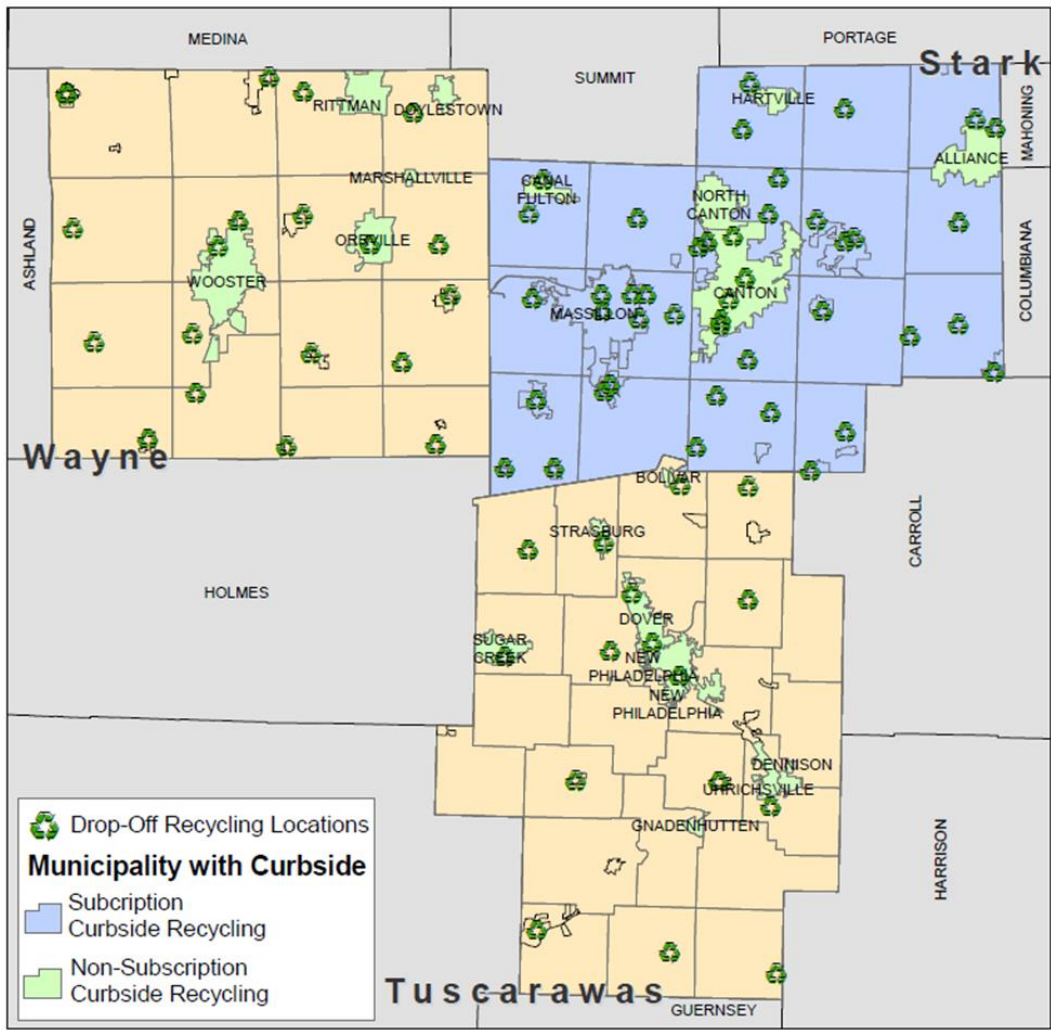 MEDINA
PORTAGE
Stark
SUMMIT
MAHONING
RITTMAN
DOYLESTOWN
HARTVILLE
ALLIANCE
MARSHALLVILLE
CANAL
FULTON
NORTH
CANTON
ASHLAND
ORRVILLE
COLUMBIANA
WOOSTER
CANTON
MASSILLON
Wayne
BOLIVAR
STRASBURG
CARROLL
HOLMES
DOVER
SUGAR
CREEK
NEW
PHILADELPHIA
NEW
PHILADELPHIA
DENNISON
UHRICHSVILLE
GNADENHUTTEN
HARRISON
Drop-Off Recycling Locations
Municipality with Curbside
Subcription
Curbside Recycling
Non-Subscription
Curbside Recycling
Tuscarawas
GUERNSEY